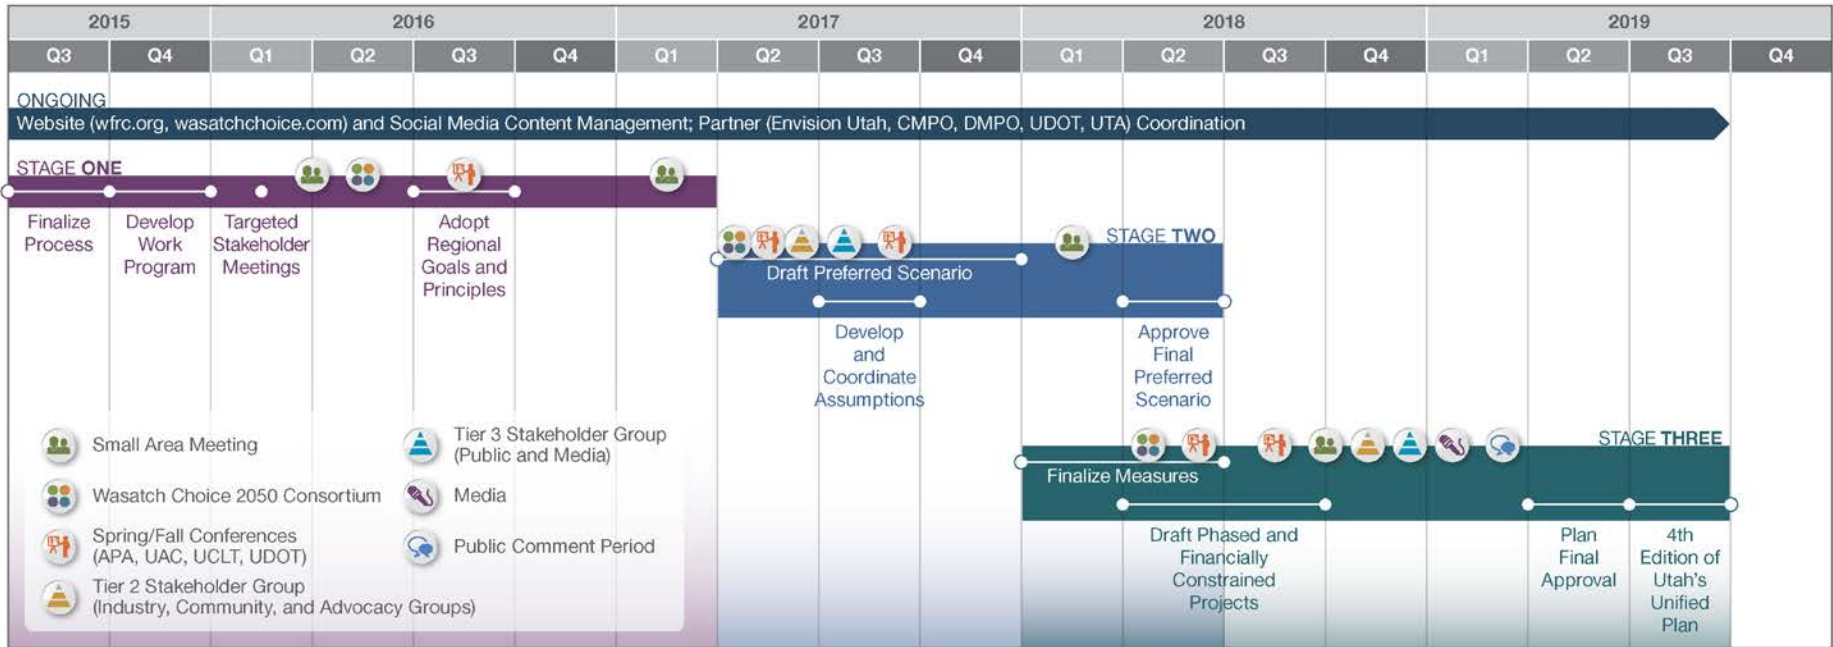 2015 2016 2017 2018 2019
Q3 Q4 Q1 Q2 Q3 Q4 Q1 Q2 Q3 Q4 Q1 Q2 Q3 Q4 Q1 Q2 Q3 Q4
ONGOING
Website (wfrc.org, wasatchchoice.com) and Social Media Content Management; Partner (Envision Utah, CMPO, DMPO, UDOT, UTA) Coordination
STAGE ONE
Finalize
Process
Develop
Work
Program
Targeted
Stakeholder
Meetings
Adopt
Regional
Goals and
Principles
STAGE TWO
Draft Preferred Scenario
Develop
and
Coordinate
Assumptions
Approve
Final
Preferred
Scenario
STAGE THREE
Finalize Measures
Draft Phased and
Financially
Constrained
Projects
Plan
Final
Approval
4th
Edition of
Utah's
Unified
Plan
Small Area Meeting
Wasatch Choice 2050 Consortium
Spring/Fall Conferences
(APA, UAC, UCLT, UDOT)
Tier 2 Stakeholder Group
(Industry, Community, and Advocacy Groups)
Tier 3 Stakeholder Group
(Public and Media)
Media
Public Comment Period